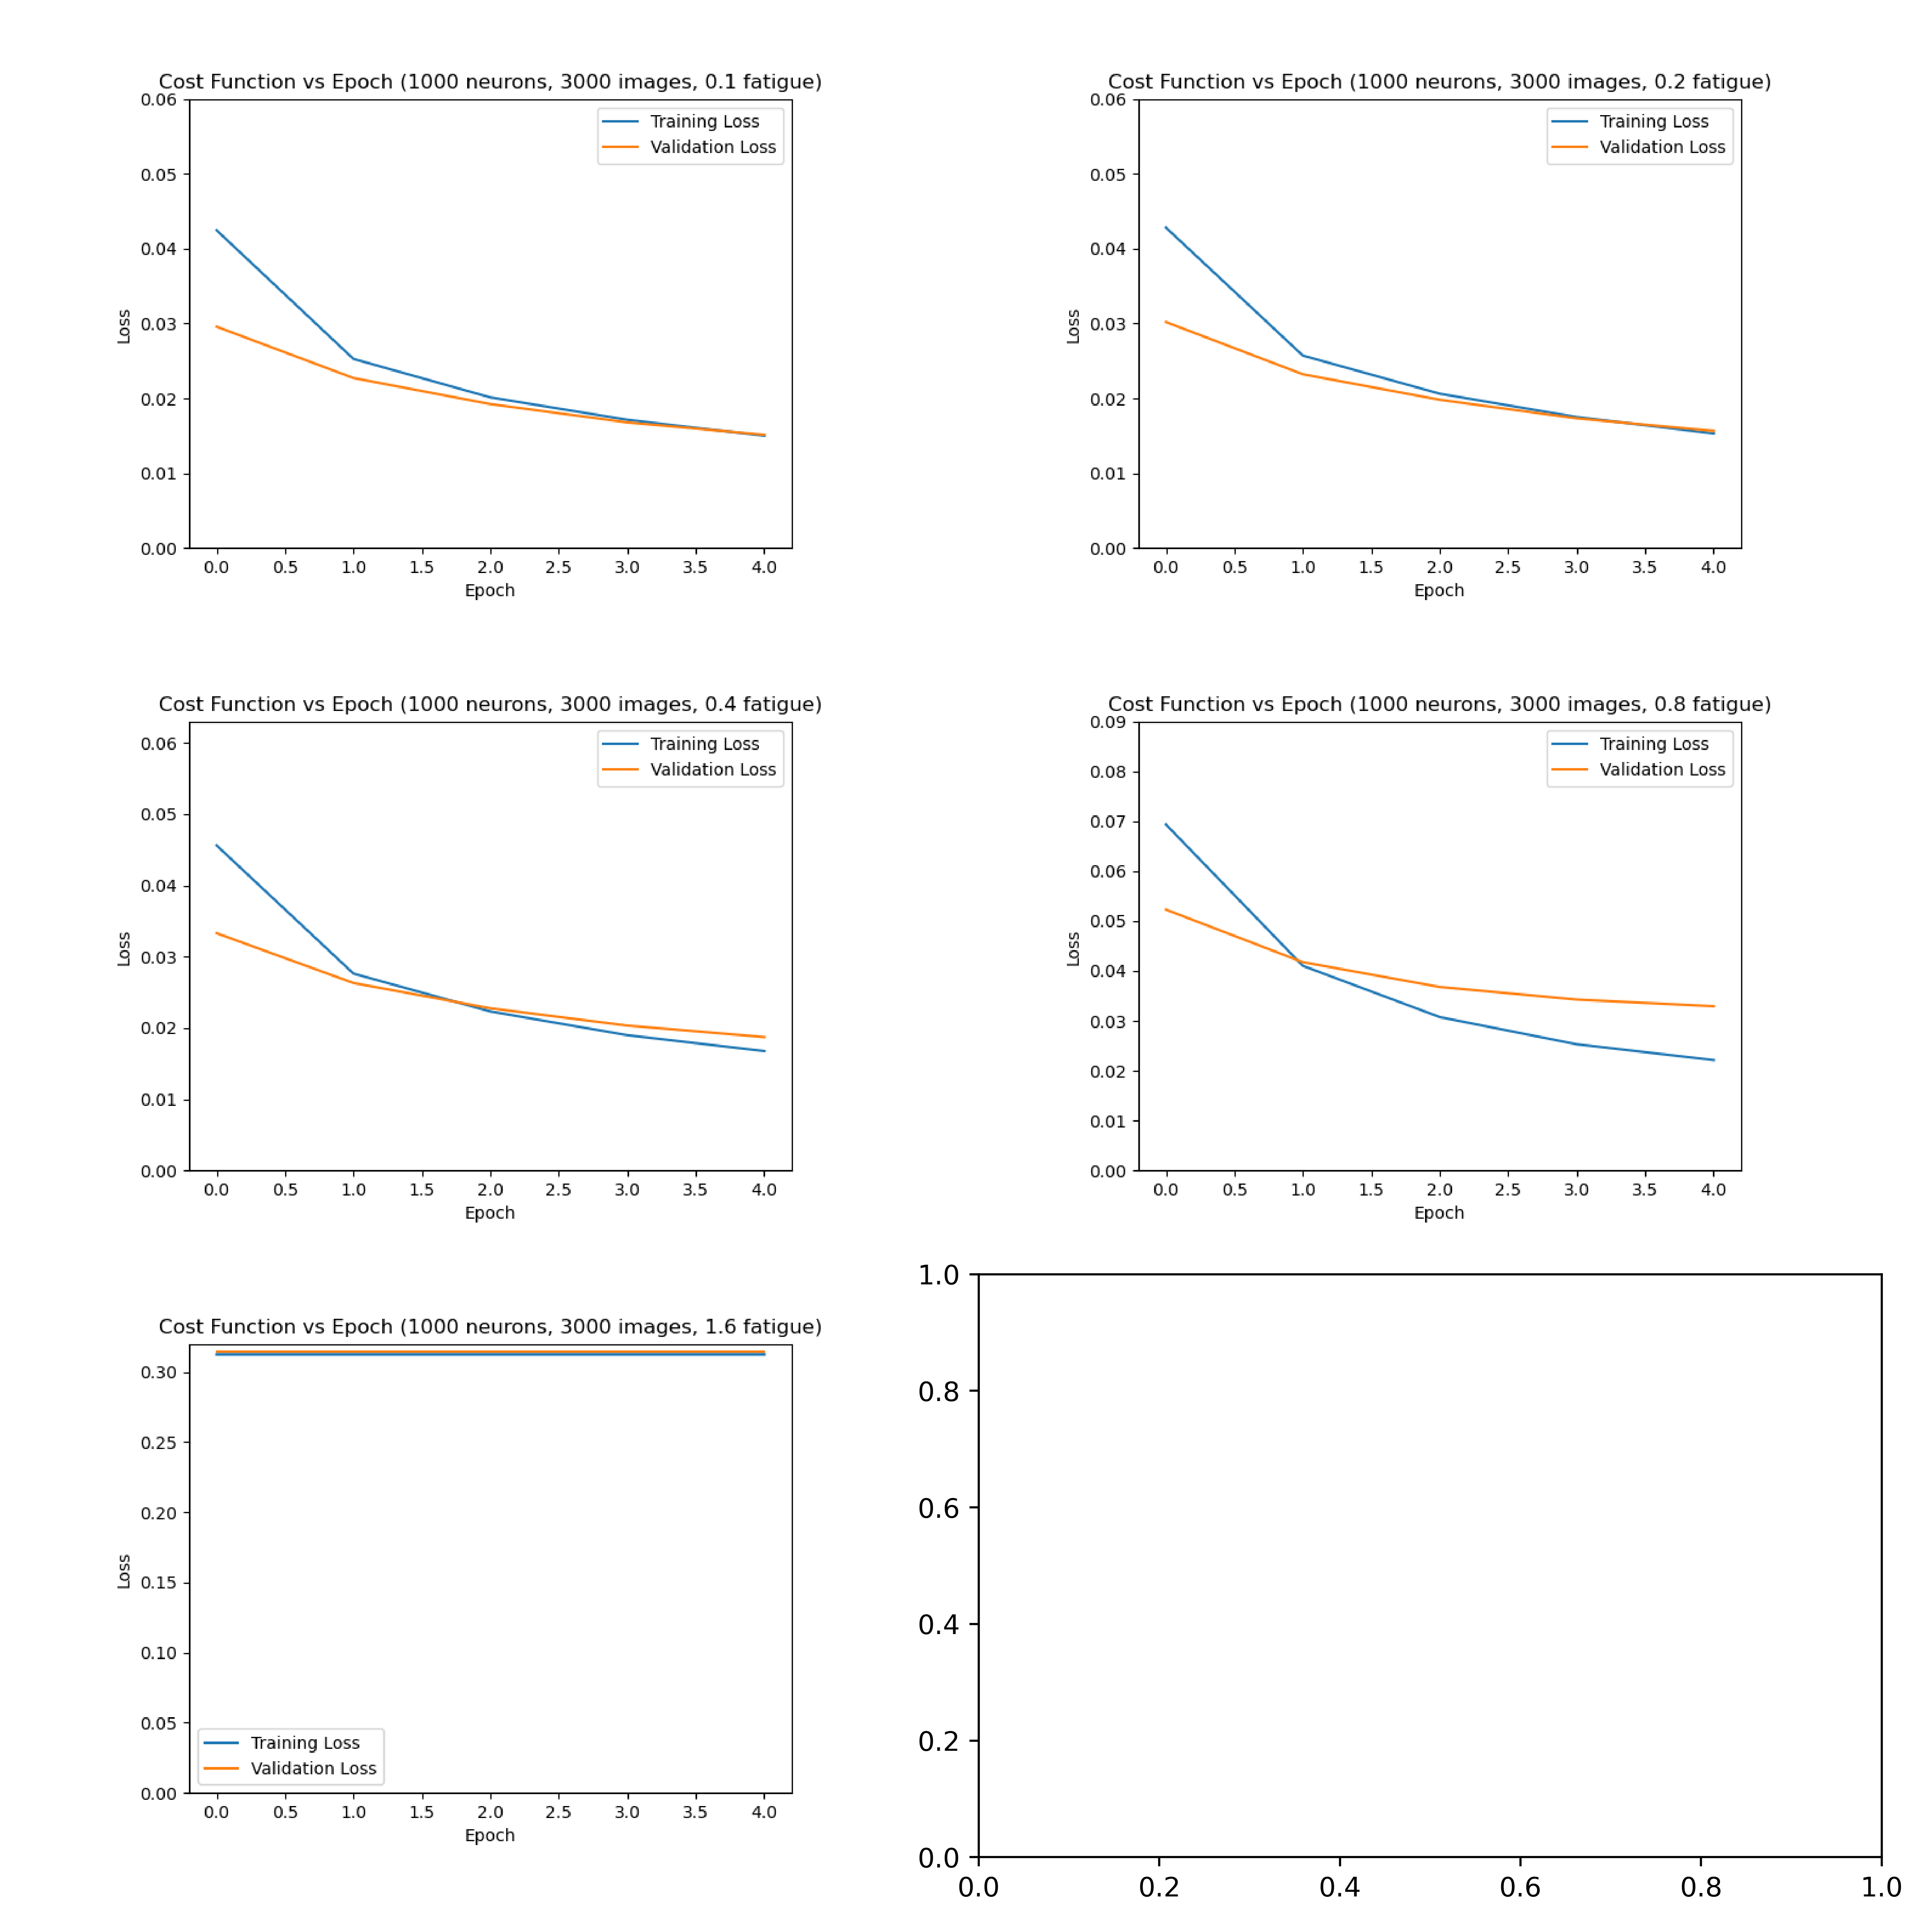 Cost Function vs Epoch (1000 neurons, 3000 images, 0.1 fatigue)
0.06
0.05
0.04
0.03
0.02
0.01
0.00
Loss
Training Loss
Validation Loss
0.0 0.5 1.0 1.5 2.0 2.5 3.0 3.5 4.0
Epoch
Cost Function vs Epoch (1000 neurons, 3000 images, 0.2 fatigue)
0.06
0.05
0.04
0.03
0.02
0.01
0.00
Loss
Training Loss
Validation Loss
0.0 0.5 1.0 1.5 2.0 2.5 3.0 3.5 4.0
Epoch
Cost Function vs Epoch (1000 neurons, 3000 images, 0.4 fatigue)
0.06
0.05
0.04
0.03
0.02
0.01
0.00
Loss
Training Loss
Validation Loss
0.0 0.5 1.0 1.5 2.0 2.5 3.0 3.5 4.0
Epoch
Cost Function vs Epoch (1000 neurons, 3000 images, 0.8 fatigue)
0.09
0.08
0.07
0.06
0.05
0.04
0.03
0.02
0.01
0.00
Loss
Training Loss
Validation Loss
0.0 0.5 1.0 1.5 2.0 2.5 3.0 3.5 4.0
Epoch
Cost Function vs Epoch (1000 neurons, 3000 images, 1.6 fatigue)
0.30
0.25
0.20
0.15
0.10
0.05
0.00
Loss
Training Loss
Validation Loss
0.0 0.5 1.0 1.5 2.0 2.5 3.0 3.5 4.0
Epoch
1.0
0.8
0.6
0.4
0.2
0.0
0.0 0.2 0.4 0.6 0.8 1.0